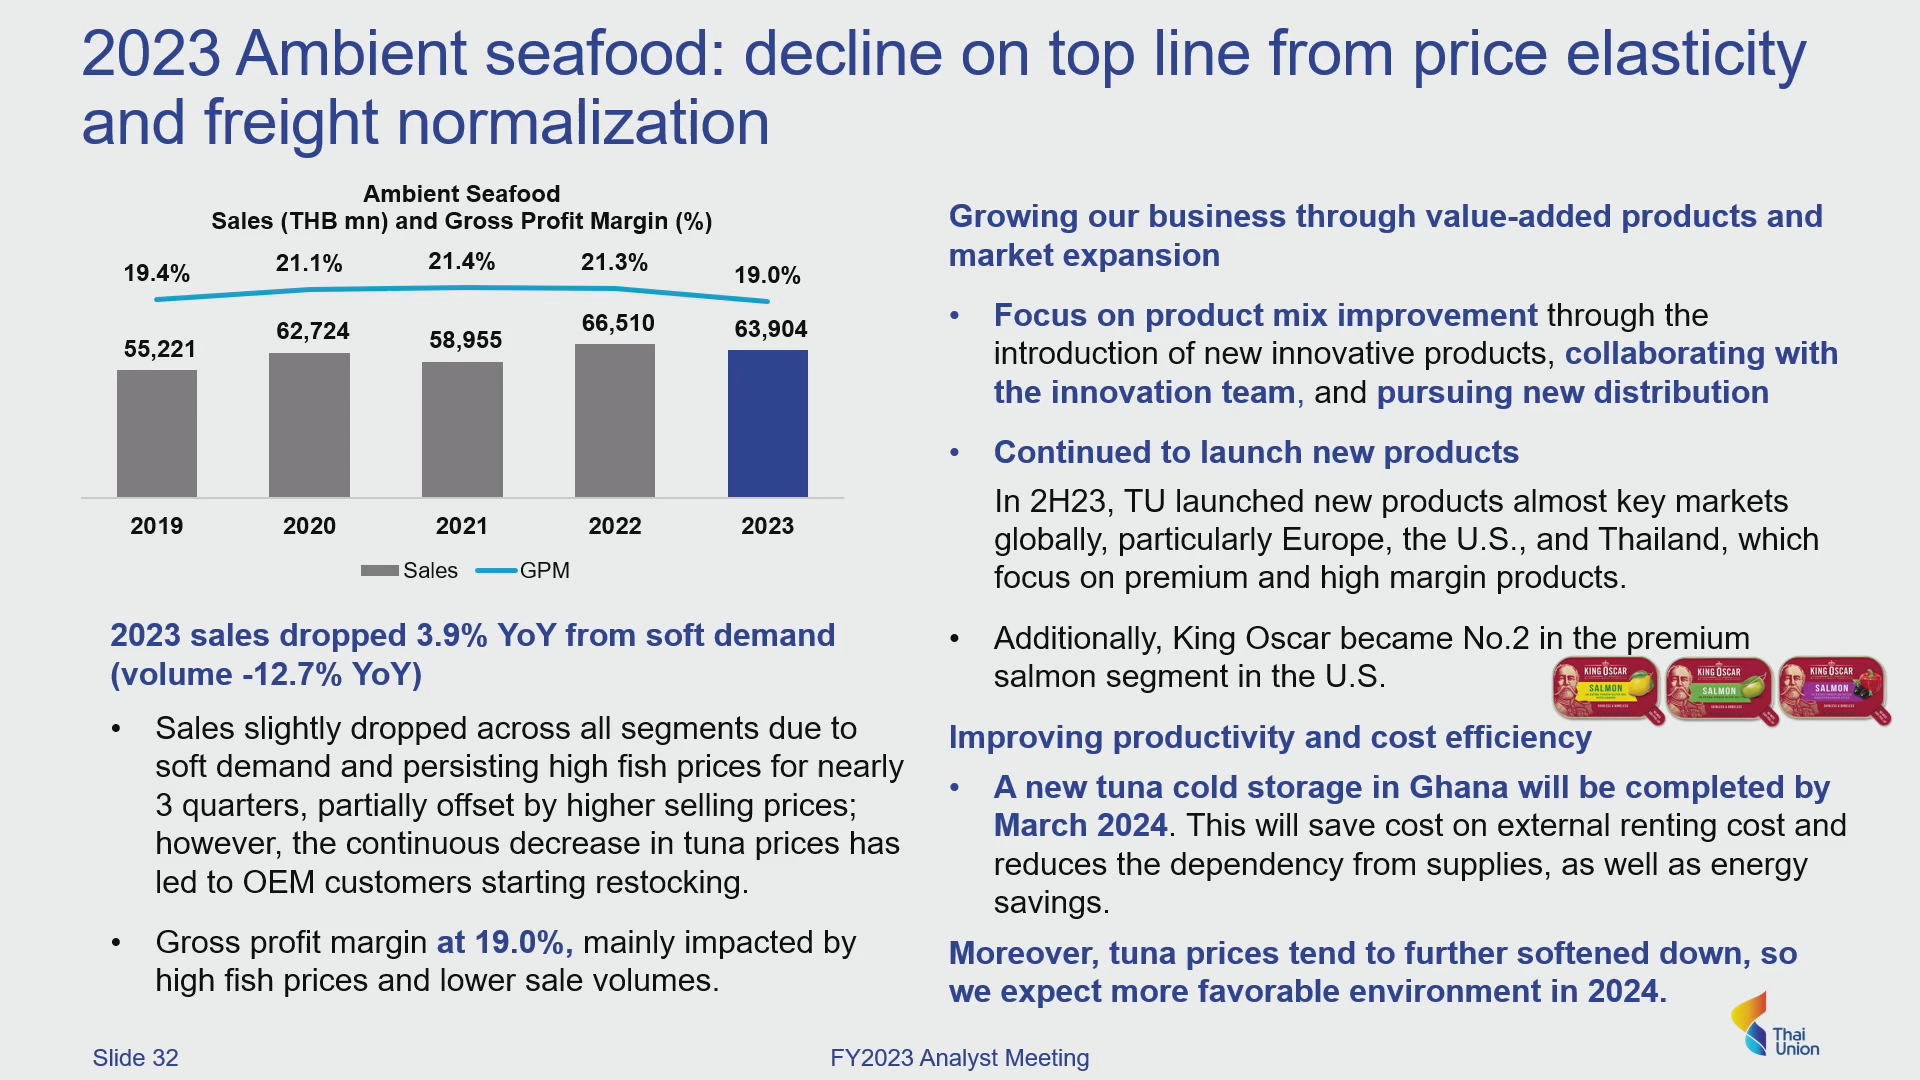 2023 Ambient seafood: decline on top line from price elasticity
and freight normalization
Ambient Seafood
Sales (THB mn) and Gross Profit Margin (%)
19.4%
21.1%
21.4%
21.3%
19.0%
55,221
62,724
58,955
66,510
63,904
2019
2020
2021
2022
2023
Sales
GPM
2023 sales dropped 3.9% YoY from soft demand
(volume -12.7% YoY)
• Sales slightly dropped across all segments due to
soft demand and persisting high fish prices for nearly
3 quarters, partially offset by higher selling prices;
however, the continuous decrease in tuna prices has
led to OEM customers starting restocking.
• Gross profit margin at 19.0%, mainly impacted by
high fish prices and lower sale volumes.
Growing our business through value-added products and
market expansion
• Focus on product mix improvement through the
introduction of new innovative products, collaborating with
the innovation team, and pursuing new distribution
• Continued to launch new products
In 2H23, TU launched new products almost key markets
globally, particularly Europe, the U.S., and Thailand, which
focus on premium and high margin products.
• Additionally, King Oscar became No.2 in the premium
salmon segment in the U.S.
KING OSCAR
SALMON
KING OSCAR
SALMON
KING OSCAR
SALMON
Improving productivity and cost efficiency
• A new tuna cold storage in Ghana will be completed by
March 2024. This will save cost on external renting cost and
reduces the dependency from supplies, as well as energy
savings.
Moreover, tuna prices tend to further softened down, so
we expect more favorable environment in 2024.
Thai
Union
Slide 32
FY2023 Analyst Meeting